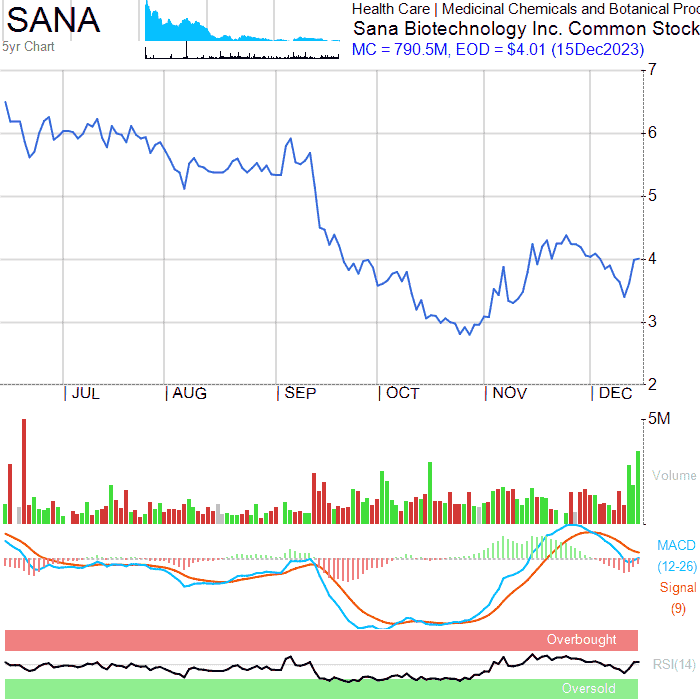 SANA
5yr Chart
Health Care | Medicinal Chemicals and Botanical Proc
Sana Biotechnology Inc. Common Stock
MC = 790.5M, EOD = $4.01 (15Dec2023)
7
6
5
4
3
2
JUL AUG SEP OCT NOV DEC
5M
Volume
MACD
(12-26)
Signal
(9)
Overbought
RSI(14)
Oversold